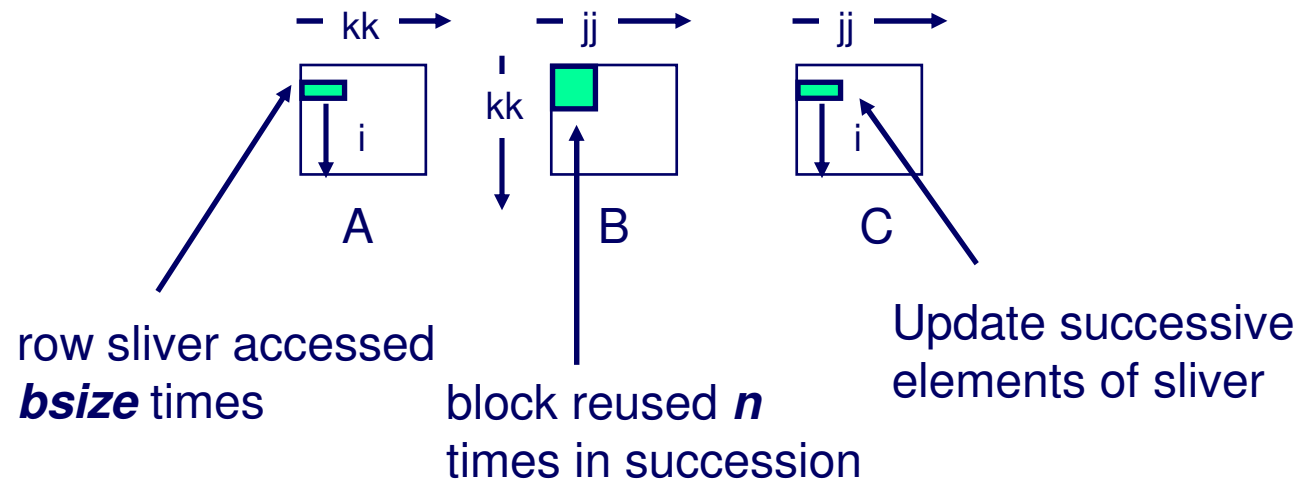 kk
jj
jj
kk
i
i
A
B
C
row sliver accessed
bsize times
block reused n
times in succession
Update successive
elements of sliver